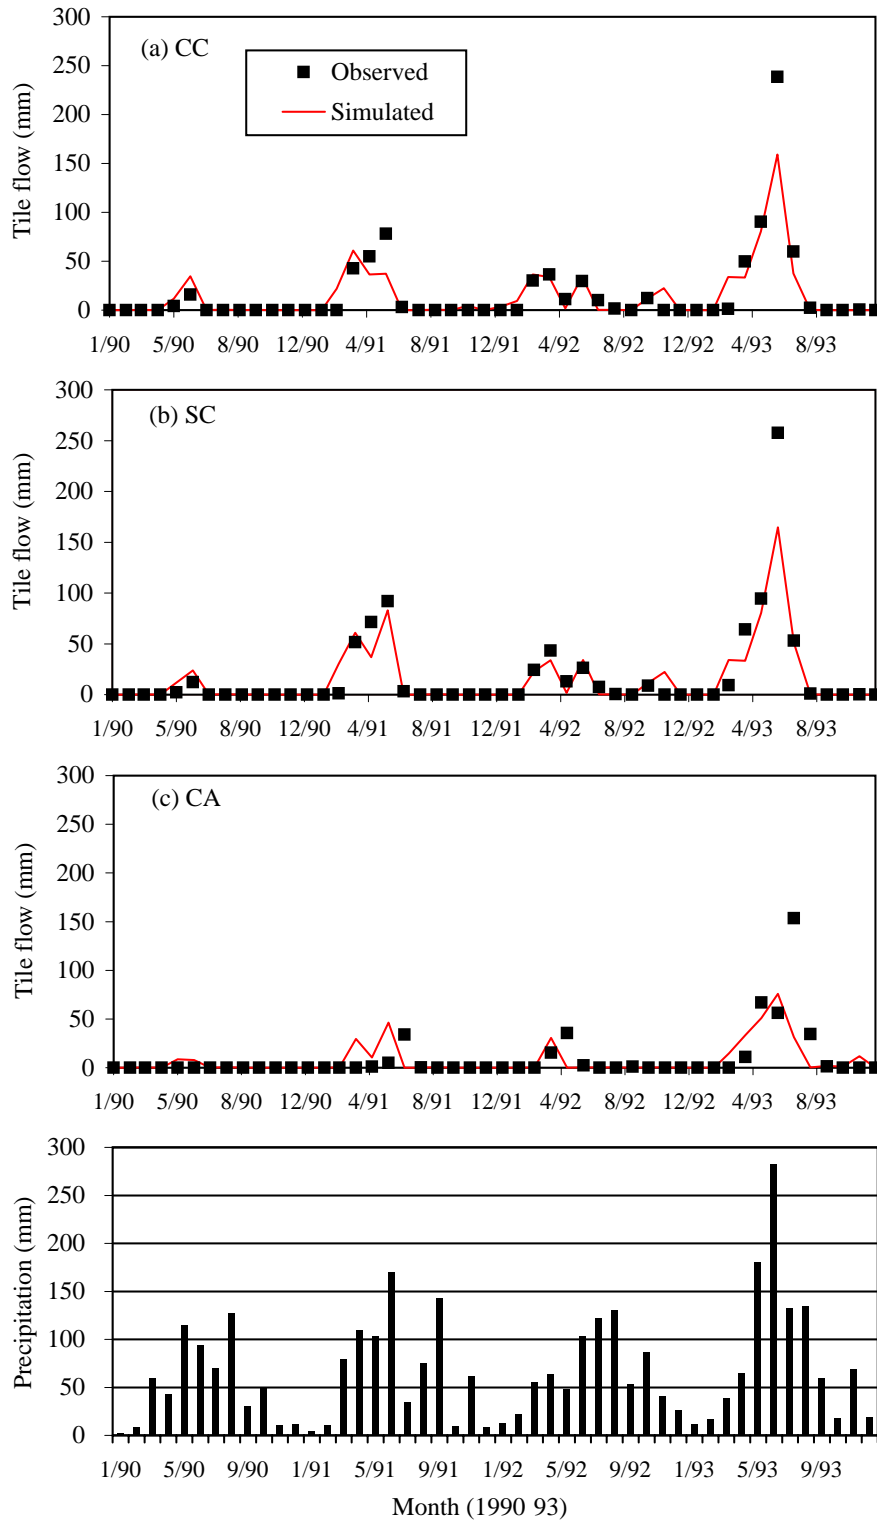 300
(a) CC
250
Observed
200
Simulated
150
100
50
0
Tile flow (mm)
1/90 5/90 8/90 12/90 4/91 8/91 12/91 4/92 8/92 12/92 4/93 8/93
300
(b) SC
250
200
150
100
50
0
Tile flow (mm)
1/90 5/90 8/90 12/90 4/91 8/91 12/91 4/92 8/92 12/92 4/93 8/93
300
(c) CA
250
200
150
100
50
0
Tile flow (mm)
1/90 5/90 8/90 12/90 4/91 8/91 12/91 4/92 8/92 12/92 4/93 8/93
300
250
200
150
100
50
0
Precipitation (mm)
1/90 5/90 9/90 1/91 5/91 9/91 1/92 5/92 9/92 1/93 5/93 9/93
Month (1990 93)